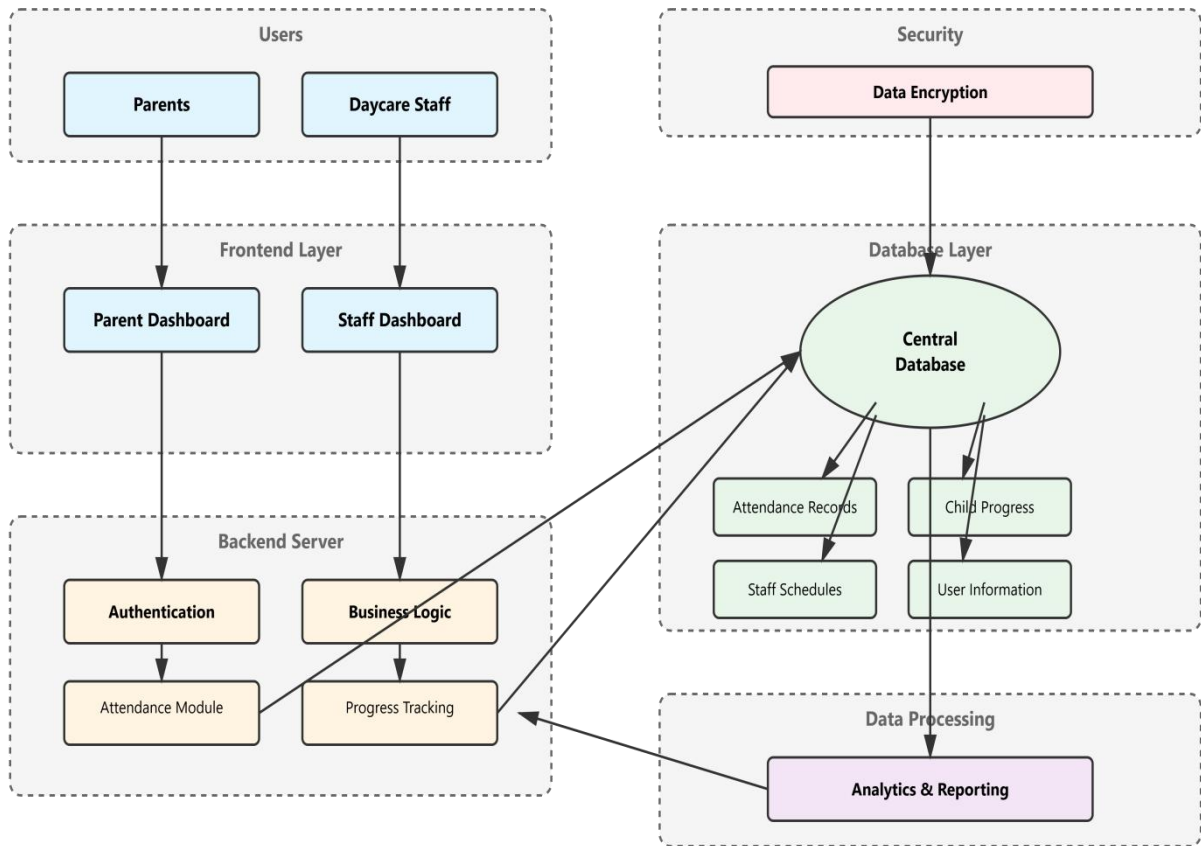 Users
Parents
Daycare Staff
Frontend Layer
Parent Dashboard
Staff Dashboard
Backend Server
Authentication
Business Logic
Attendance Module
Progress Tracking
Security
Data Encryption
Database Layer
Central
Database
Attendance Records
Child Progress
Staff Schedules
User Information
Data Processing
Analytics & Reporting